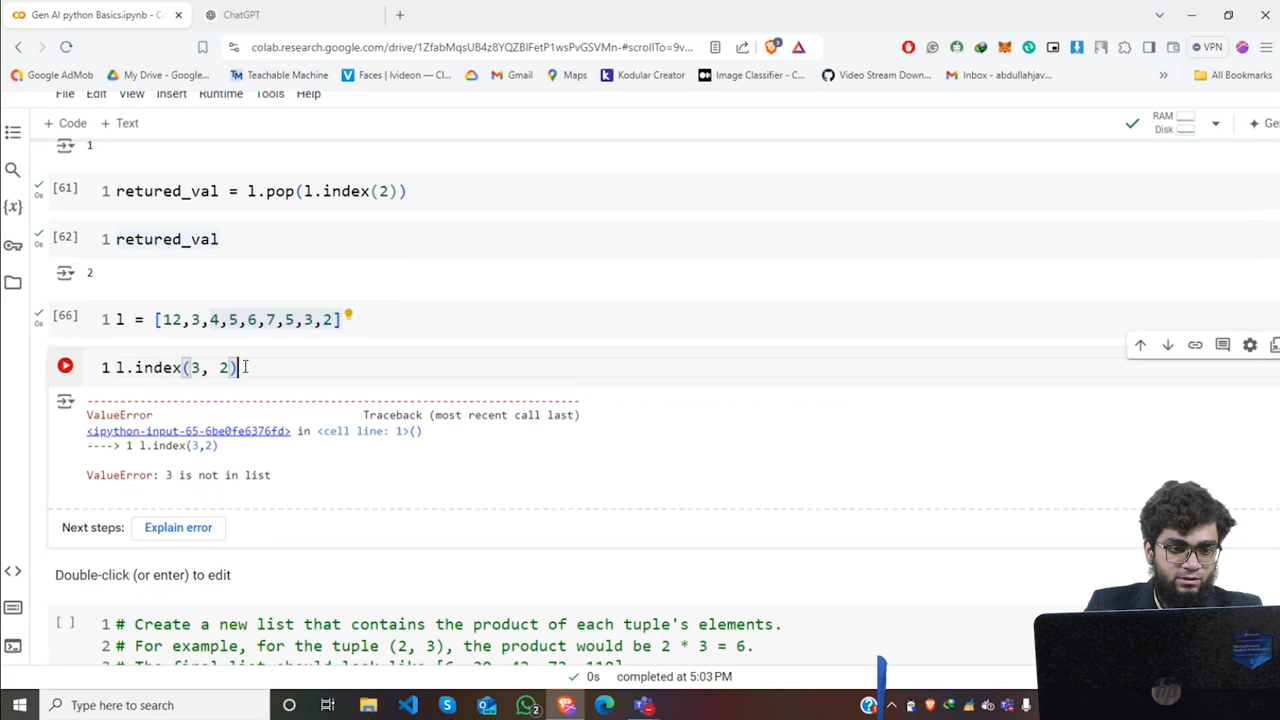 Gen AI python Basics.ipynb - C
ChatGPT
colab.research.google.com/drive/1ZfabMqsUB4z8YQZBlFetP1wsPvGSVMn-#scrollTo=9v...
VPN
Google AdMob
My Drive - Google...
Teachable Machine
Faces | Ivideon — Cl...
Gmail
Maps
Kodular Creator
Image Classifier - C...
Video Stream Down...
Inbox - abdullahjav...
All Bookmarks
File Edit View Insert Runtime Tools Help
+ Code + Text
RAM
Disk
Ge
1
[61] 1 retured_val = l.pop(l.index(2))
0s
[62] 1 retured_val
0s
2
[66] 1 l = [12,3,4,5,6,7,5,3,2]
0s
1 l.index(3, 2)
ValueError Traceback (most recent call last)
<ipython-input-65-6be0fe6376fd> in <cell line: 1>()
----> 1 l.index(3,2)
ValueError: 3 is not in list
Next steps: Explain error
Double-click (or enter) to edit
[ ] 1 # Create a new list that contains the product of each tuple's elements.
2 # For example, for the tuple (2, 3), the product would be 2 * 3 = 6.
0s completed at 5:03 PM
Type here to search
hp